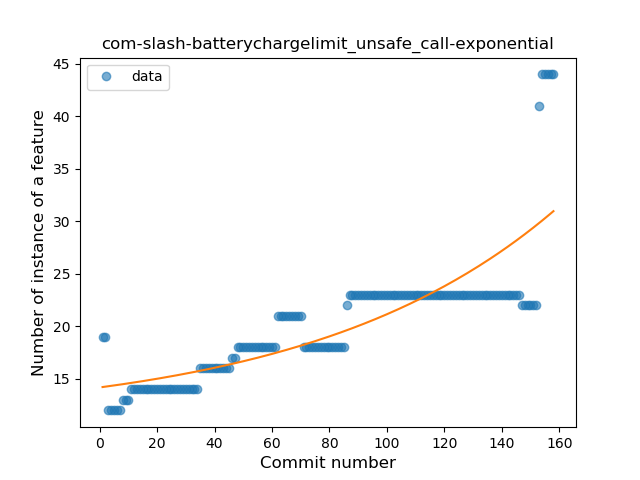 com-slash-batterychargelimit_unsafe_call-exponential
data
Number of instance of a feature
45
40
35
30
25
20
15
0 20 40 60 80 100 120 140 160
Commit number